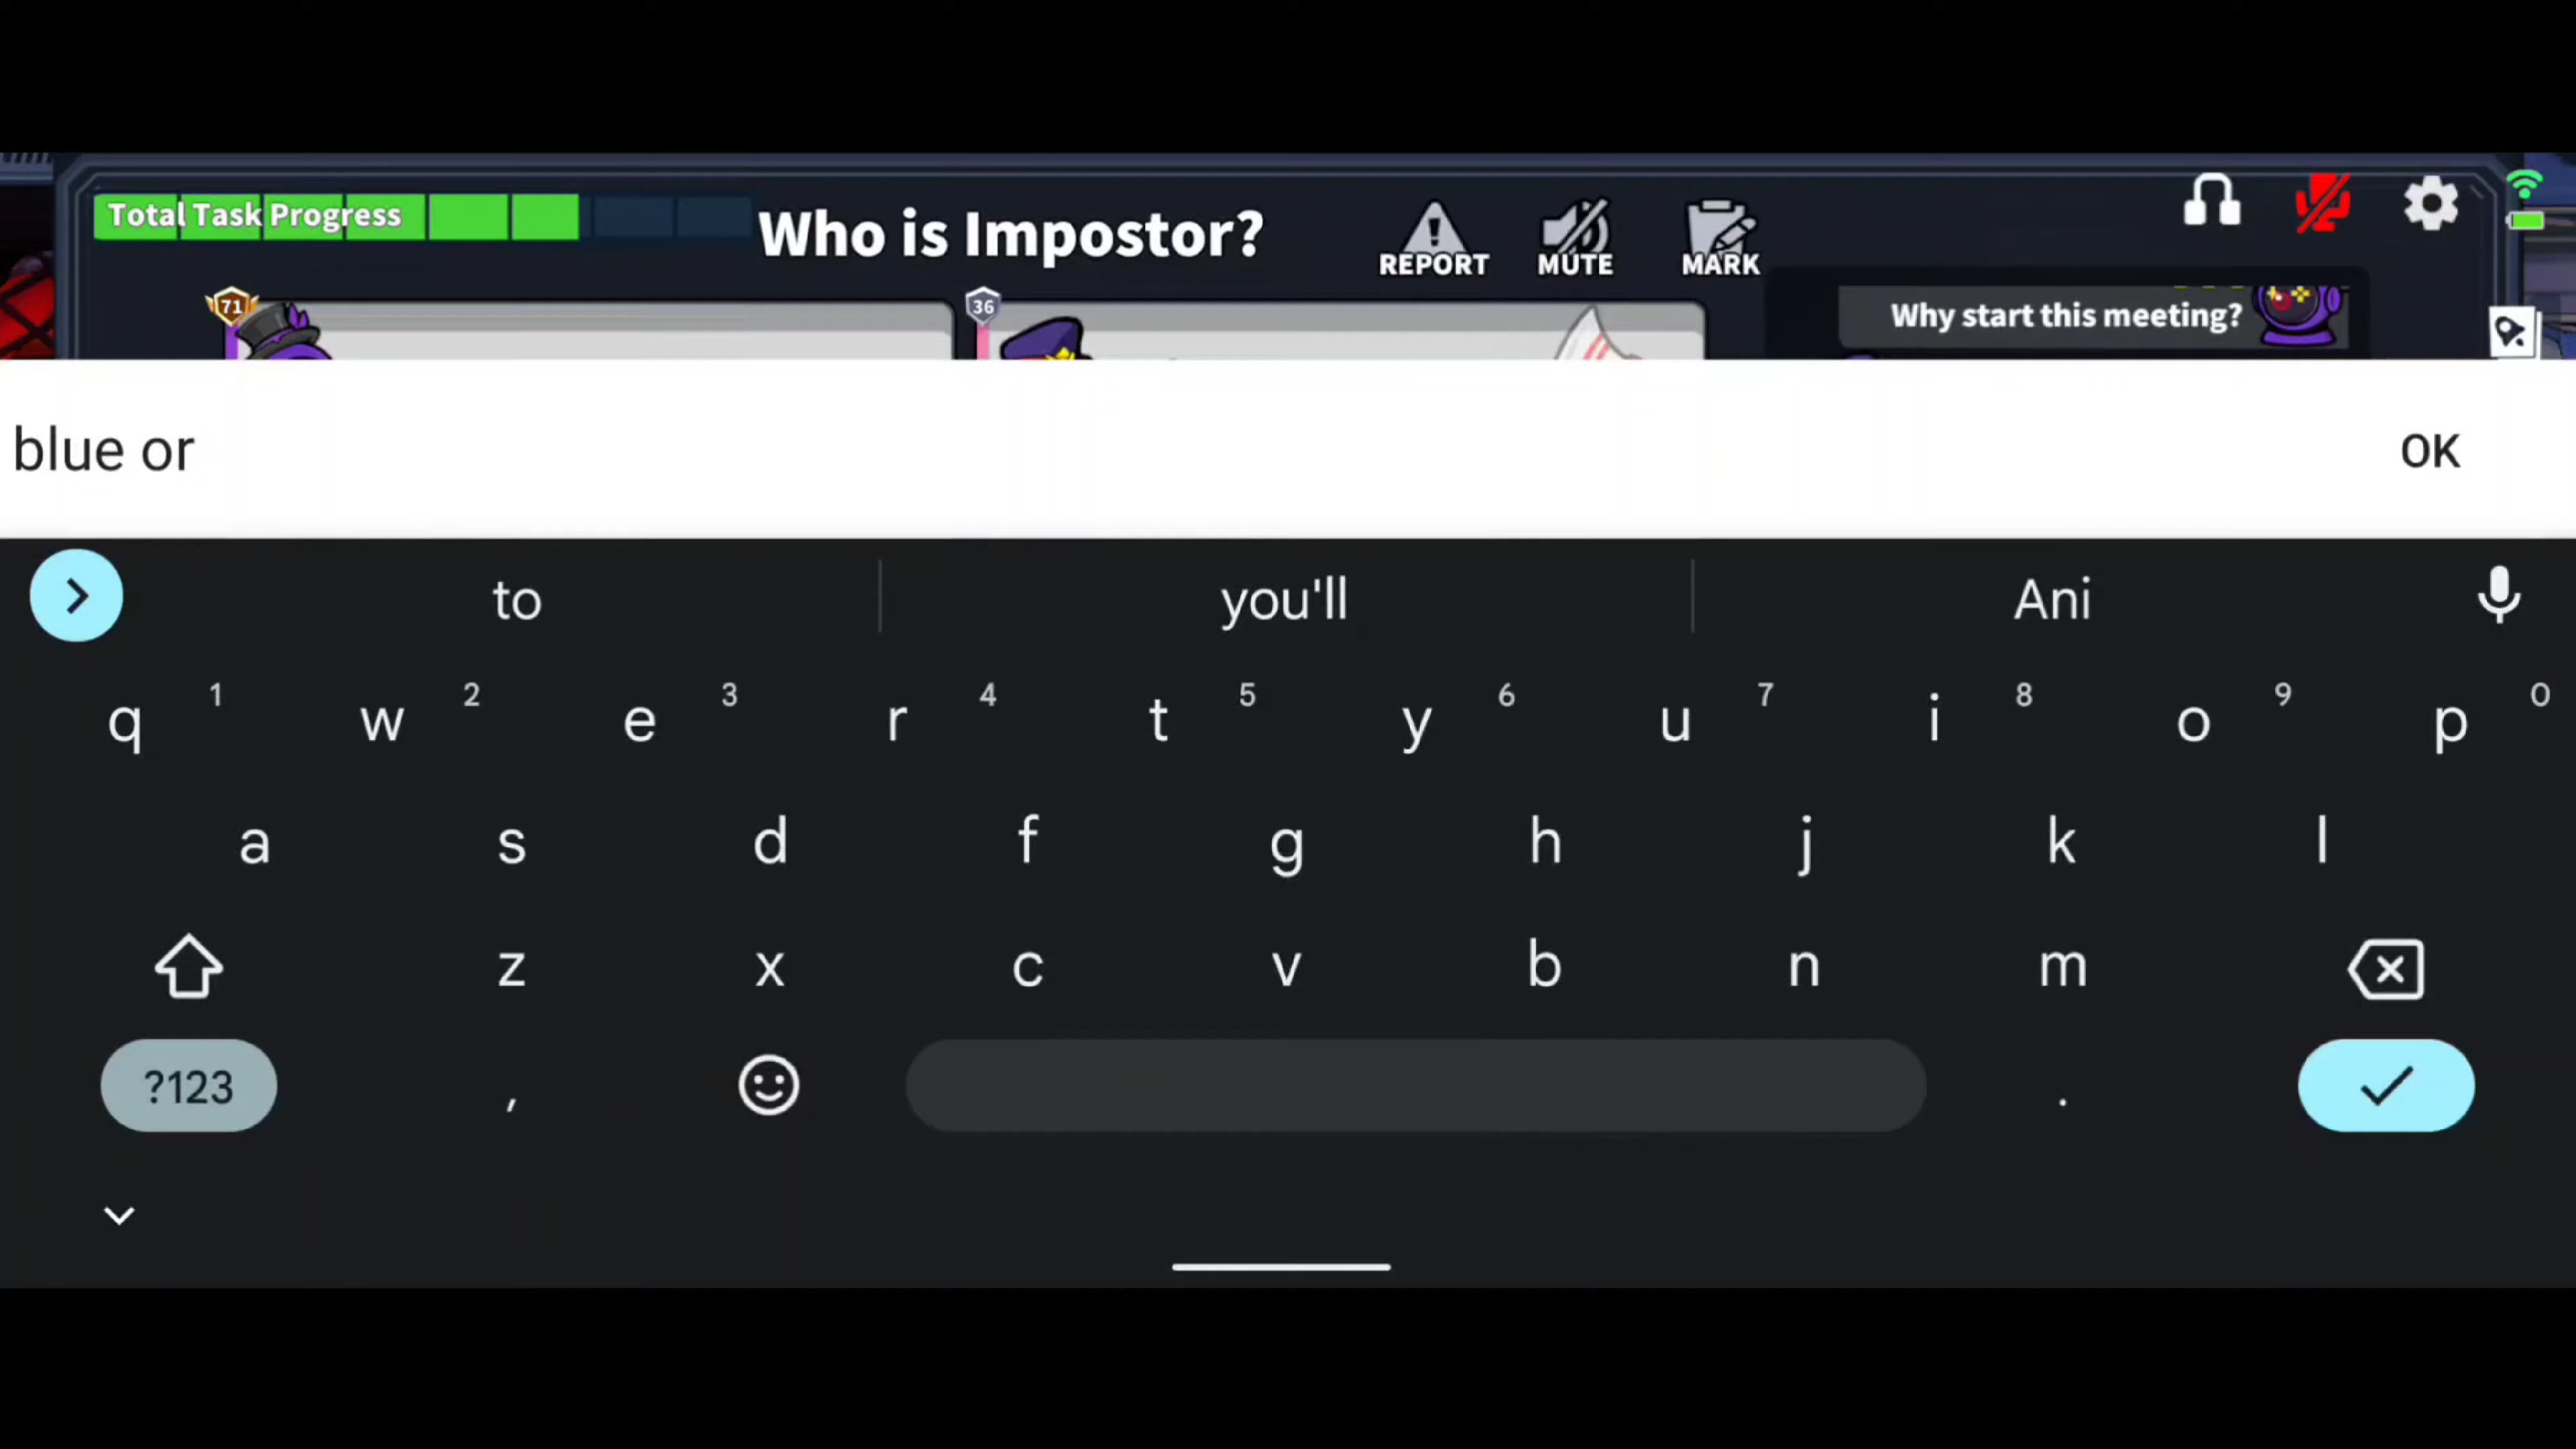 Total Task Progress
Who is Impostor?
REPORT
MUTE
MARK
71
36
Why start this meeting?
blue or
OK
to
you'll
Ani
q 1 w 2 e 3 r 4 t 5 y 6 u 7 i 8 o 9 p 0
a s d f g h j k l
z x c v b n m
?123 , .